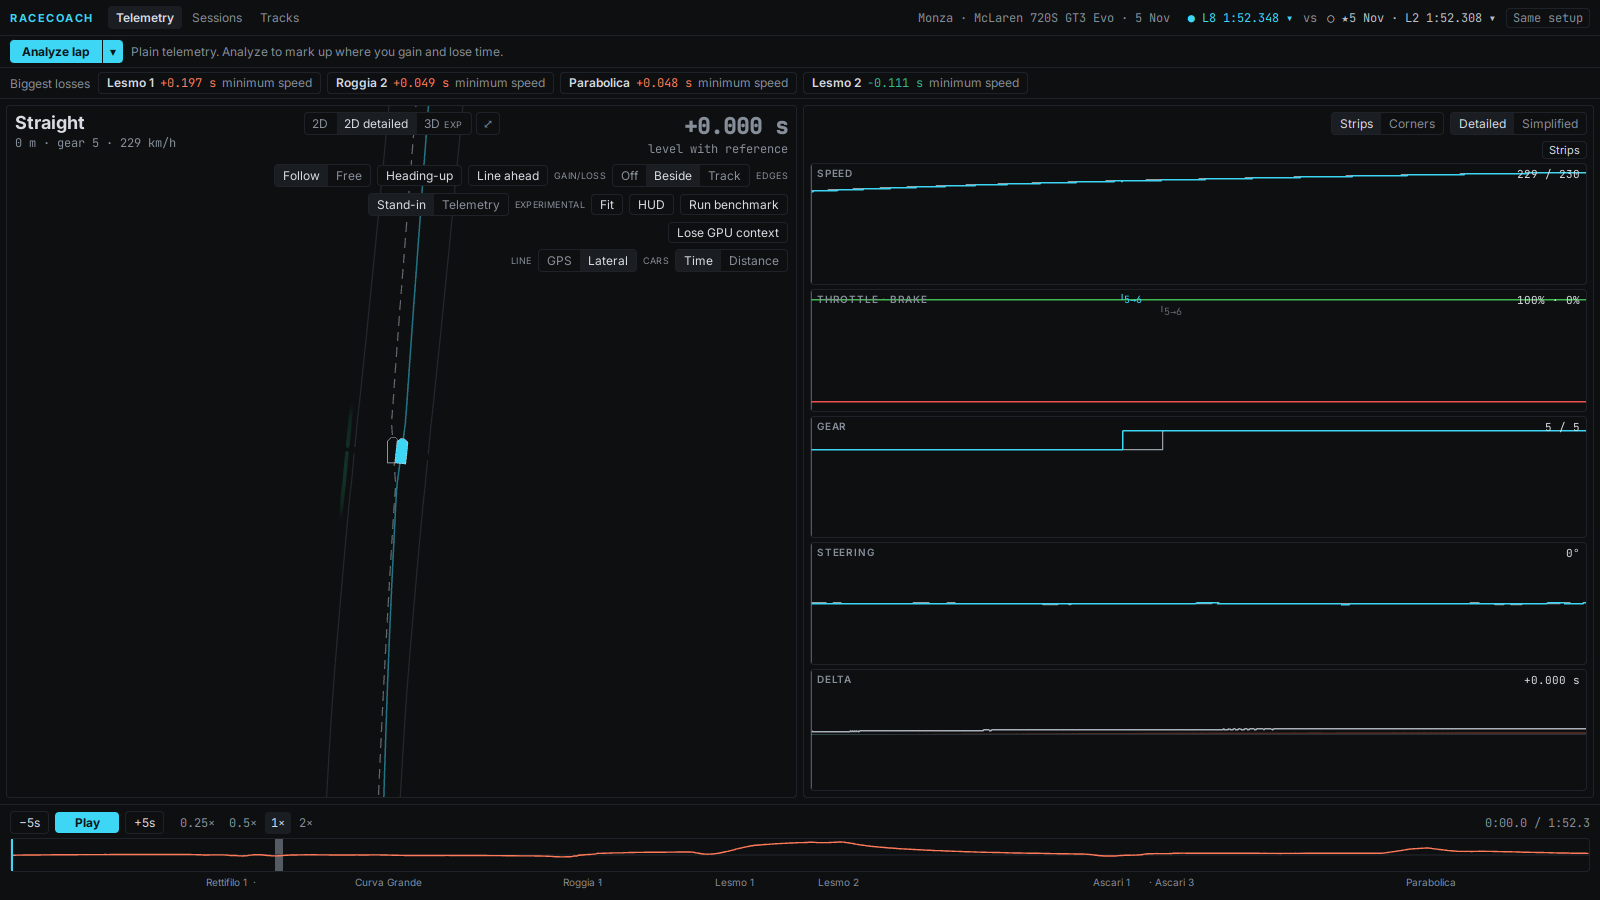 RACECOACH Telemetry Sessions Tracks Monza · McLaren 720S GT3 Evo · 5 Nov ● L8 1:52.348 ▾ vs ○ ★5 Nov · L2 1:52.308 ▾ Same setup
Analyze lap ▾ Plain telemetry. Analyze to mark up where you gain and lose time.
Biggest losses Lesmo 1 +0.197 s minimum speed Roggia 2 +0.049 s minimum speed Parabolica +0.048 s minimum speed Lesmo 2 -0.111 s minimum speed
Straight 2D 2D detailed 3D EXP ⤢ +0.000 s
0 m · gear 5 · 229 km/h level with reference
Follow Free Heading-up Line ahead GAIN/LOSS Off Beside Track EDGES
Stand-in Telemetry EXPERIMENTAL Fit HUD Run benchmark
Lose GPU context
LINE GPS Lateral CARS Time Distance
Strips Corners Detailed Simplified
Strips
SPEED 229 / 230
THROTTLE · BRAKE 5→6 100% · 0%
5→6
GEAR 5 / 5
STEERING 0°
DELTA +0.000 s
−5s Play +5s 0.25× 0.5× 1× 2× 0:00.0 / 1:52.3
Rettifilo 1 · Curva Grande Roggia Lesmo 1 Lesmo 2 Ascari 1 · Ascari 3 Parabolica